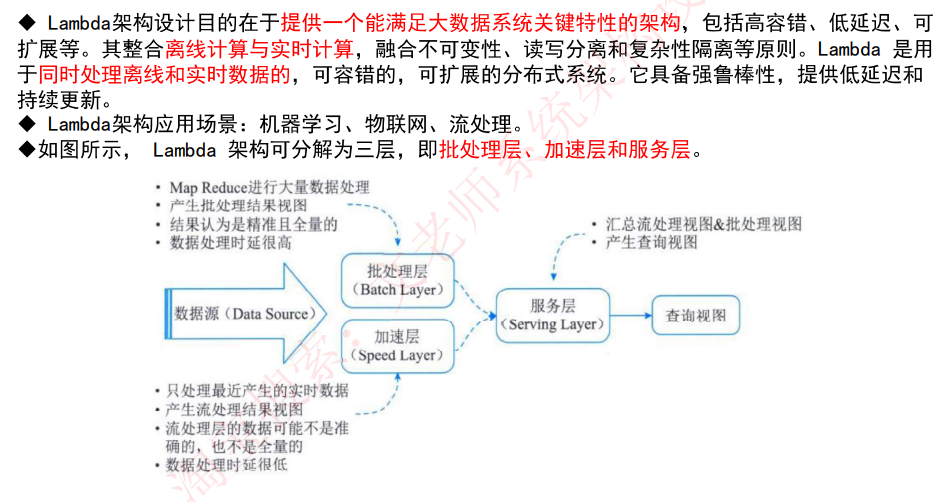 ◆ Lambda架构设计目的在于提供一个能满足大数据系统关键特性的架构，包括高容错、低延迟、可
扩展等。其整合离线计算与实时计算，融合不可变性、读写分离和复杂性隔离等原则。Lambda 是用
于同时处理离线和实时数据的，可容错的，可扩展的分布式系统。它具备强鲁棒性，提供低延迟和
持续更新。
◆ Lambda架构应用场景：机器学习、物联网、流处理。
◆如图所示， Lambda 架构可分解为三层，即批处理层、加速层和服务层。
• Map Reduce进行大量数据处理
• 产生批处理结果视图
• 结果认为是精准且全量的
• 数据处理时延很高
• 汇总流处理视图&批处理视图
• 产生查询视图
数据源（Data Source）
批处理层
（Batch Layer）
加速层
（Speed Layer）
服务层
（Serving Layer）
查询视图
• 只处理最近产生的实时数据
• 产生流处理结果视图
• 流处理层的数据可能不是准
确的，也不是全量的
• 数据处理时延很低